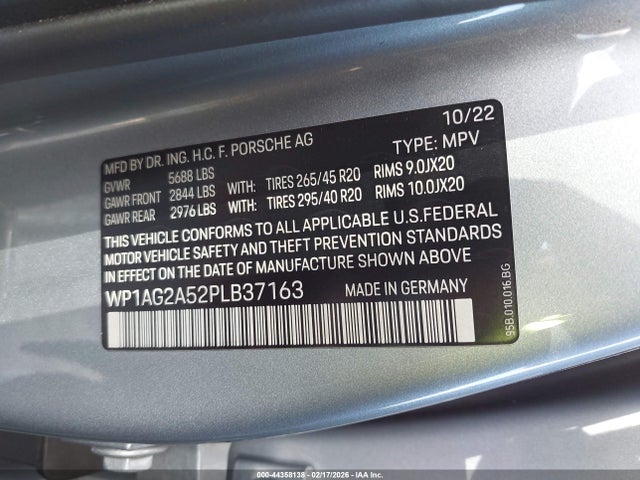 10/22
MFD BY DR. ING. H.C. F. PORSCHE AG TYPE: MPV
GVWR 5688 LBS
GAWR FRONT 2844 LBS WITH: TIRES 265/45 R20 RIMS 9.0JX20
GAWR REAR 2976 LBS WITH: TIRES 295/40 R20 RIMS 10.0JX20
THIS VEHICLE CONFORMS TO ALL APPLICABLE U.S.FEDERAL
MOTOR VEHICLE SAFETY AND THEFT PREVENTION STANDARDS
IN EFFECT ON THE DATE OF MANUFACTURE SHOWN ABOVE
WP1AG2A52PLB37163 MADE IN GERMANY
95B.010.016.BG
000-44358138 - 02/17/2026 - IAA Inc.